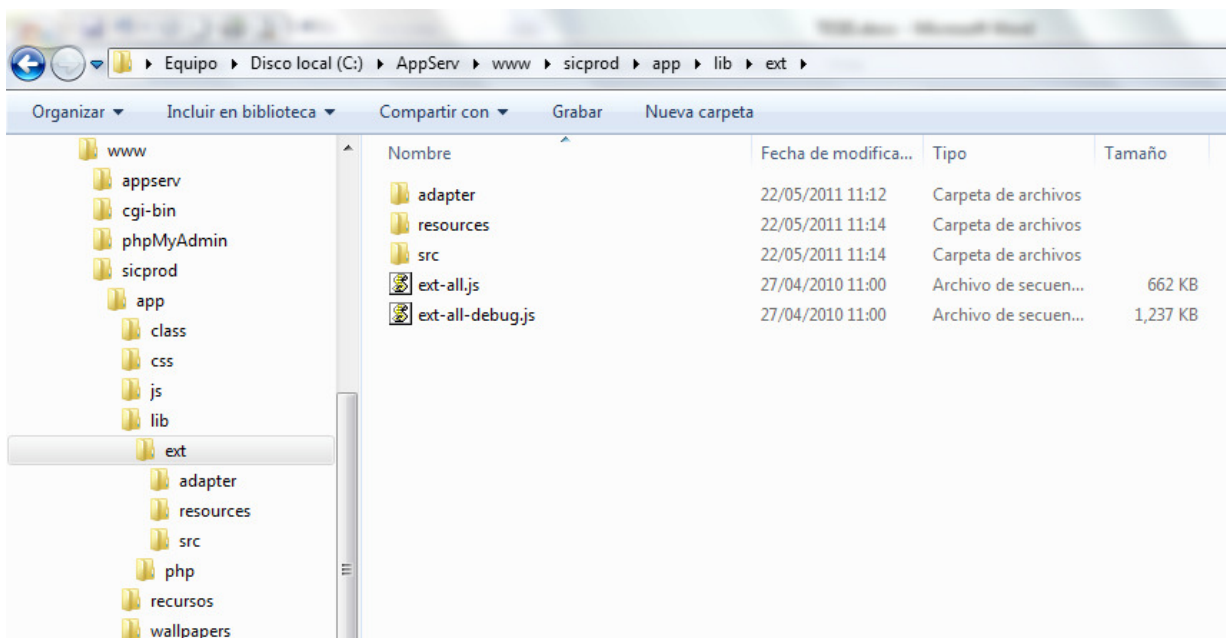 Equipo Disco local (C:) AppServ www sicprod app lib ext
Organizar Incluir en biblioteca Compartir con Grabar Nueva carpeta
www
appserv
cgi-bin
phpMyAdmin
sicprod
app
class
css
js
lib
ext
adapter
resources
src
php
recursos
wallpapers
Nombre Fecha de modifica... Tipo Tamaño
adapter 22/05/2011 11:12 Carpeta de archivos
resources 22/05/2011 11:14 Carpeta de archivos
src 22/05/2011 11:14 Carpeta de archivos
ext-all.js 27/04/2010 11:00 Archivo de secuen... 662 KB
ext-all-debug.js 27/04/2010 11:00 Archivo de secuen... 1,237 KB